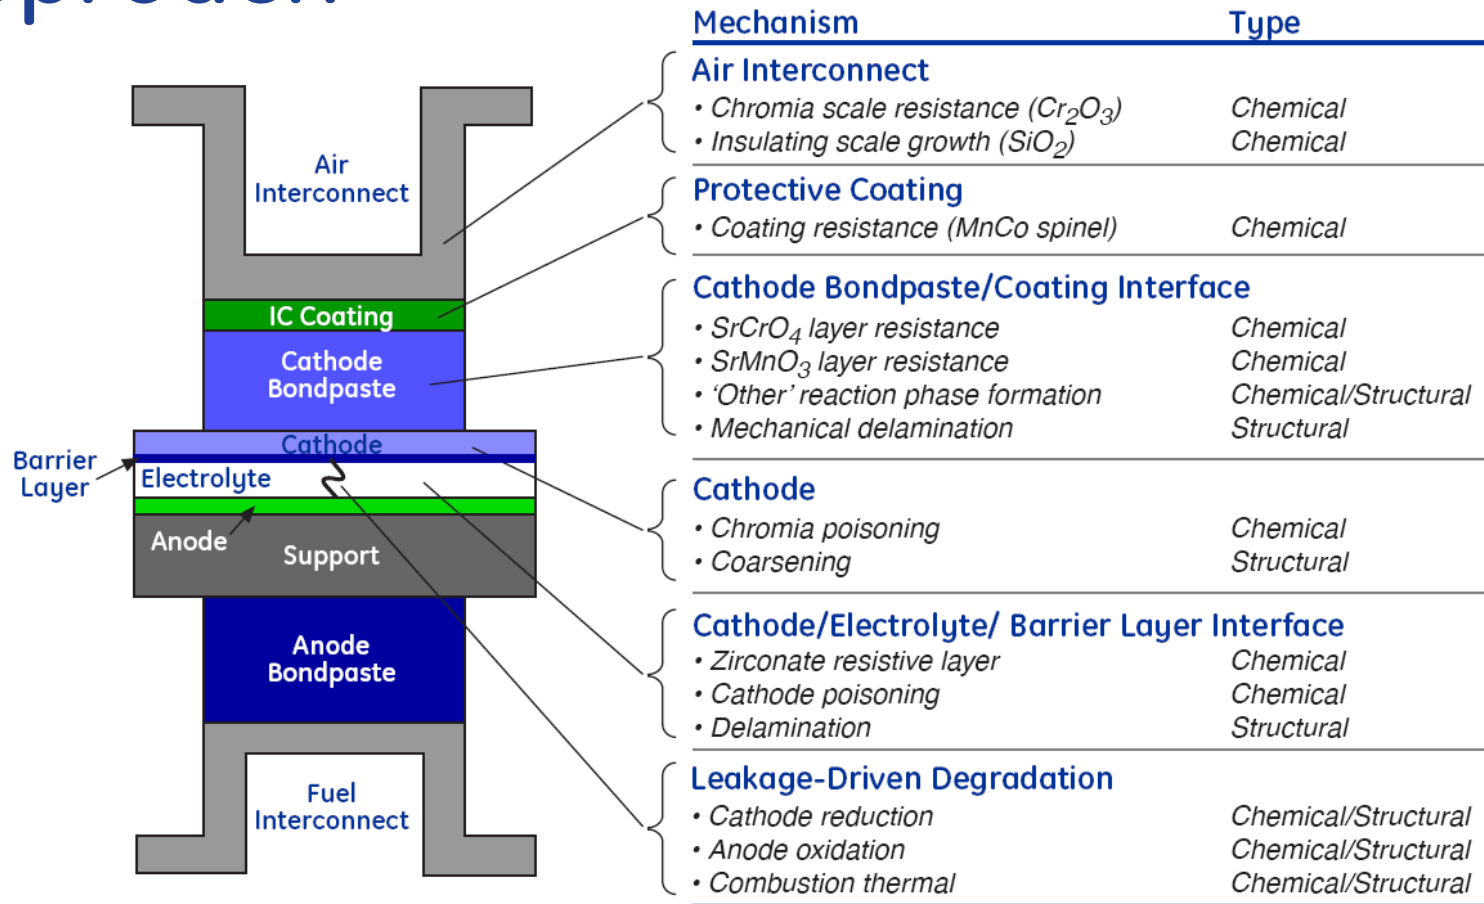 Mechanism Type
Air Interconnect
• Chromia scale resistance (Cr2O3) Chemical
• Insulating scale growth (SiO2) Chemical
Protective Coating
• Coating resistance (MnCo spinel) Chemical
Cathode Bondpaste/Coating Interface
• SrCrO4 layer resistance Chemical
• SrMnO3 layer resistance Chemical
• ‘Other’ reaction phase formation Chemical/Structural
• Mechanical delamination Structural
Cathode
• Chromia poisoning Chemical
• Coarsening Structural
Cathode/Electrolyte/ Barrier Layer Interface
• Zirconate resistive layer Chemical
• Cathode poisoning Chemical
• Delamination Structural
Leakage-Driven Degradation
• Cathode reduction Chemical/Structural
• Anode oxidation Chemical/Structural
• Combustion thermal Chemical/Structural
Air
Interconnect
IC Coating
Cathode
Bondpaste
Cathode
Barrier
Layer
Electrolyte
Anode
Support
Anode
Bondpaste
Fuel
Interconnect